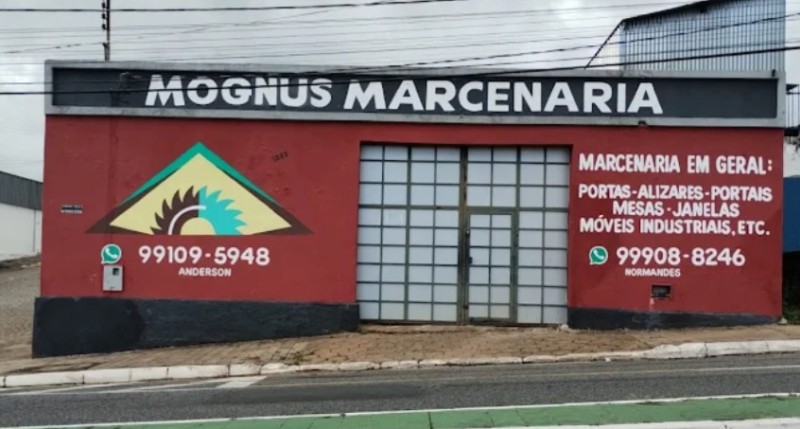 MOGNUS MARCENARIA
99109-5948
ANDERSON
MARCENARIA EM GERAL:
PORTAS-ALIZARES-PORTAIS
MESAS-JANELAS
MÓVEIS INDUSTRIAIS, ETC.
99908-8246
NORMANDES